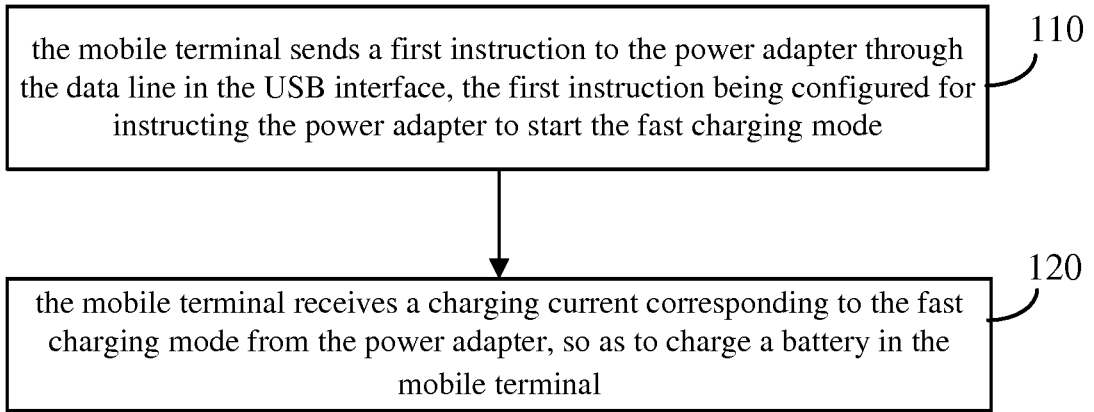 110
the mobile terminal sends a first instruction to the power adapter through
the data line in the USB interface, the first instruction being configured for
instructing the power adapter to start the fast charging mode
120
the mobile terminal receives a charging current corresponding to the fast
charging mode from the power adapter, so as to charge a battery in the
mobile terminal